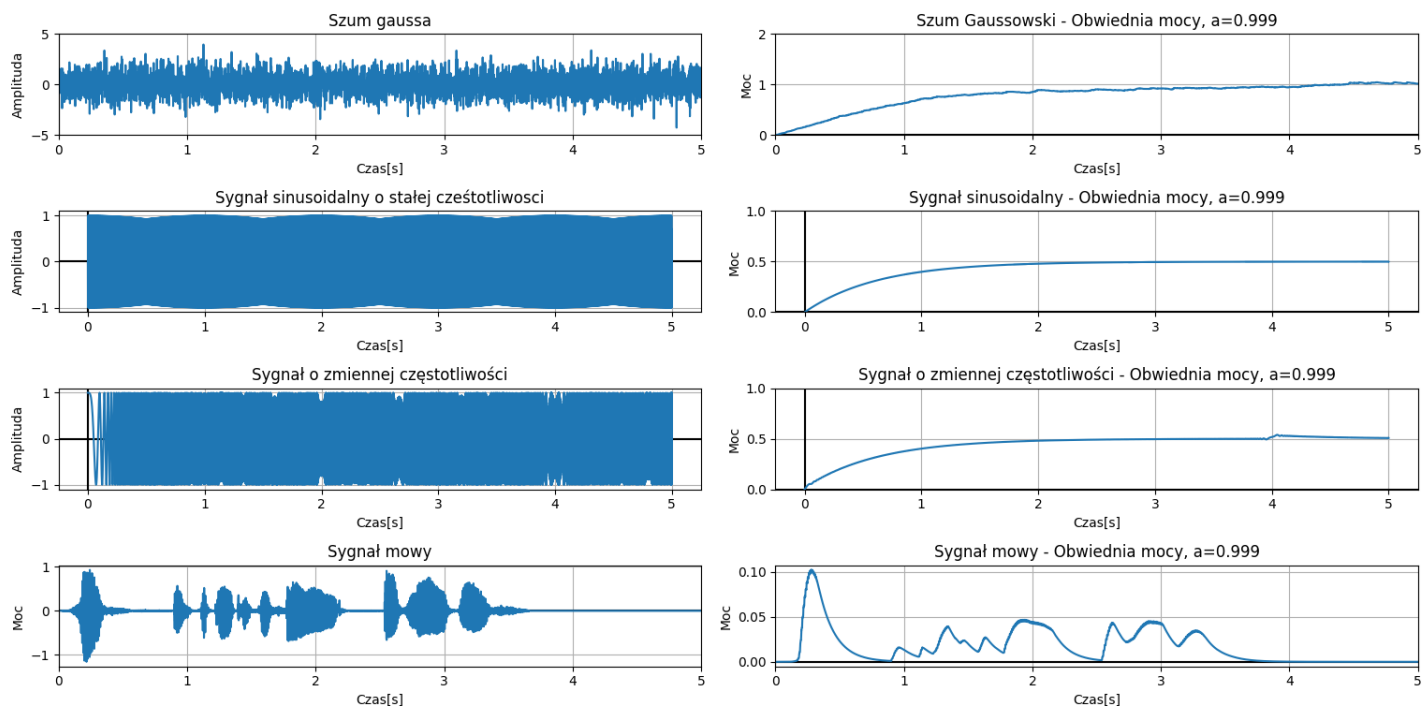 Szum gaussa
Amplituda
5
0
−5
0 1 2 3 4 5
Czas[s]
Szum Gaussowski - Obwiednia mocy, a=0.999
Moc
2
1
0
0 1 2 3 4 5
Czas[s]
Sygnał sinusoidalny o stałej cześtotliwosci
Amplituda
1
0
−1
0 1 2 3 4 5
Czas[s]
Sygnał sinusoidalny - Obwiednia mocy, a=0.999
Moc
1.0
0.5
0.0
0 1 2 3 4 5
Czas[s]
Sygnał o zmiennej częstotliwości
Amplituda
1
0
−1
0 1 2 3 4 5
Czas[s]
Sygnał o zmiennej częstotliwości - Obwiednia mocy, a=0.999
Moc
1.0
0.5
0.0
0 1 2 3 4 5
Czas[s]
Sygnał mowy
Moc
1
0
−1
0 1 2 3 4 5
Czas[s]
Sygnał mowy - Obwiednia mocy, a=0.999
Moc
0.10
0.05
0.00
0 1 2 3 4 5
Czas[s]